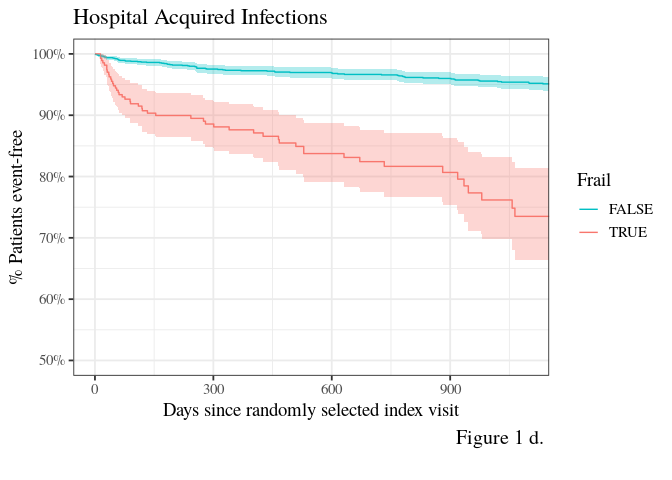 Hospital Acquired Infections
% Patients event-free
100%
90%
80%
70%
60%
50%
0 300 600 900
Days since randomly selected index visit
Frail
FALSE
TRUE
Figure 1 d.